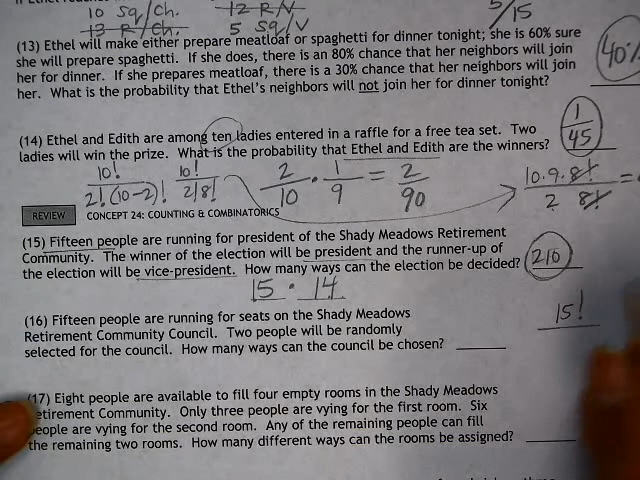 10 Sq/Ch. 12 R/V 5/15
13 R/Ch. 5 Sq/V
(13) Ethel will make either prepare meatloaf or spaghetti for dinner tonight; she is 60% sure
she will prepare spaghetti. If she does, there is an 80% chance that her neighbors will join
her for dinner. If she prepares meatloaf, there is a 30% chance that her neighbors will join
her. What is the probability that Ethel's neighbors will not join her for dinner tonight?
40%
(14) Ethel and Edith are among ten ladies entered in a raffle for a free tea set. Two
ladies will win the prize. What is the probability that Ethel and Edith are the winners?
1/45
10!/2!(10-2)! 10!/2!8! 2/10 · 1/9 = 2/90 10·9·8!/2 8! =
REVIEW CONCEPT 24: COUNTING & COMBINATORICS
(15) Fifteen people are running for president of the Shady Meadows Retirement
Community. The winner of the election will be president and the runner-up of
the election will be vice-president. How many ways can the election be decided? 210
15 · 14
(16) Fifteen people are running for seats on the Shady Meadows
Retirement Community Council. Two people will be randomly
selected for the council. How many ways can the council be chosen?
15!
(17) Eight people are available to fill four empty rooms in the Shady Meadows
Retirement Community. Only three people are vying for the first room. Six
people are vying for the second room. Any of the remaining people can fill
the remaining two rooms. How many different ways can the rooms be assigned?